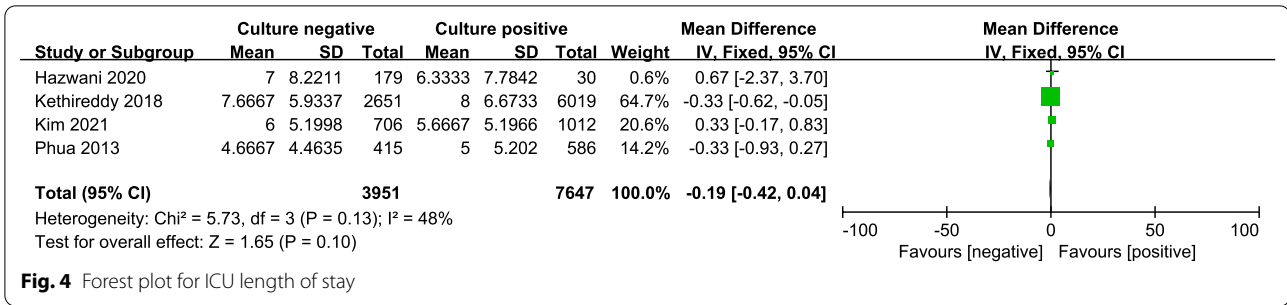 Culture negative Culture positive Mean Difference Mean Difference
Study or Subgroup Mean SD Total Mean SD Total Weight IV, Fixed, 95% CI IV, Fixed, 95% CI
Hazwani 2020 7 8.2211 179 6.3333 7.7842 30 0.6% 0.67 [-2.37, 3.70]
Kethireddy 2018 7.6667 5.9337 2651 8 6.6733 6019 64.7% -0.33 [-0.62, -0.05]
Kim 2021 6 5.1998 706 5.6667 5.1966 1012 20.6% 0.33 [-0.17, 0.83]
Phua 2013 4.6667 4.4635 415 5 5.202 586 14.2% -0.33 [-0.93, 0.27]
Total (95% CI) 3951 7647 100.0% -0.19 [-0.42, 0.04]
Heterogeneity: Chi² = 5.73, df = 3 (P = 0.13); I² = 48%
Test for overall effect: Z = 1.65 (P = 0.10)
-100 -50 0 50 100
Favours [negative] Favours [positive]
Fig. 4 Forest plot for ICU length of stay